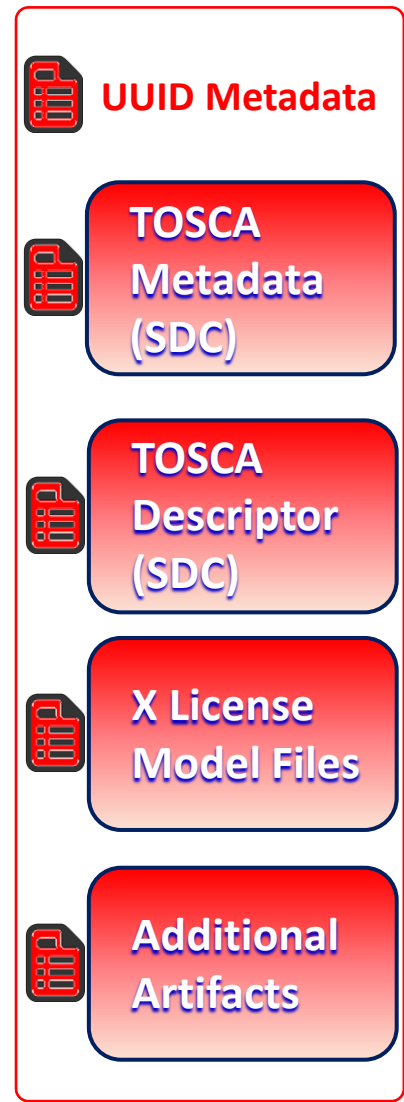 UUID Metadata
TOSCA
Metadata
(SDC)
TOSCA
Descriptor
(SDC)
X License
Model Files
Additional
Artifacts